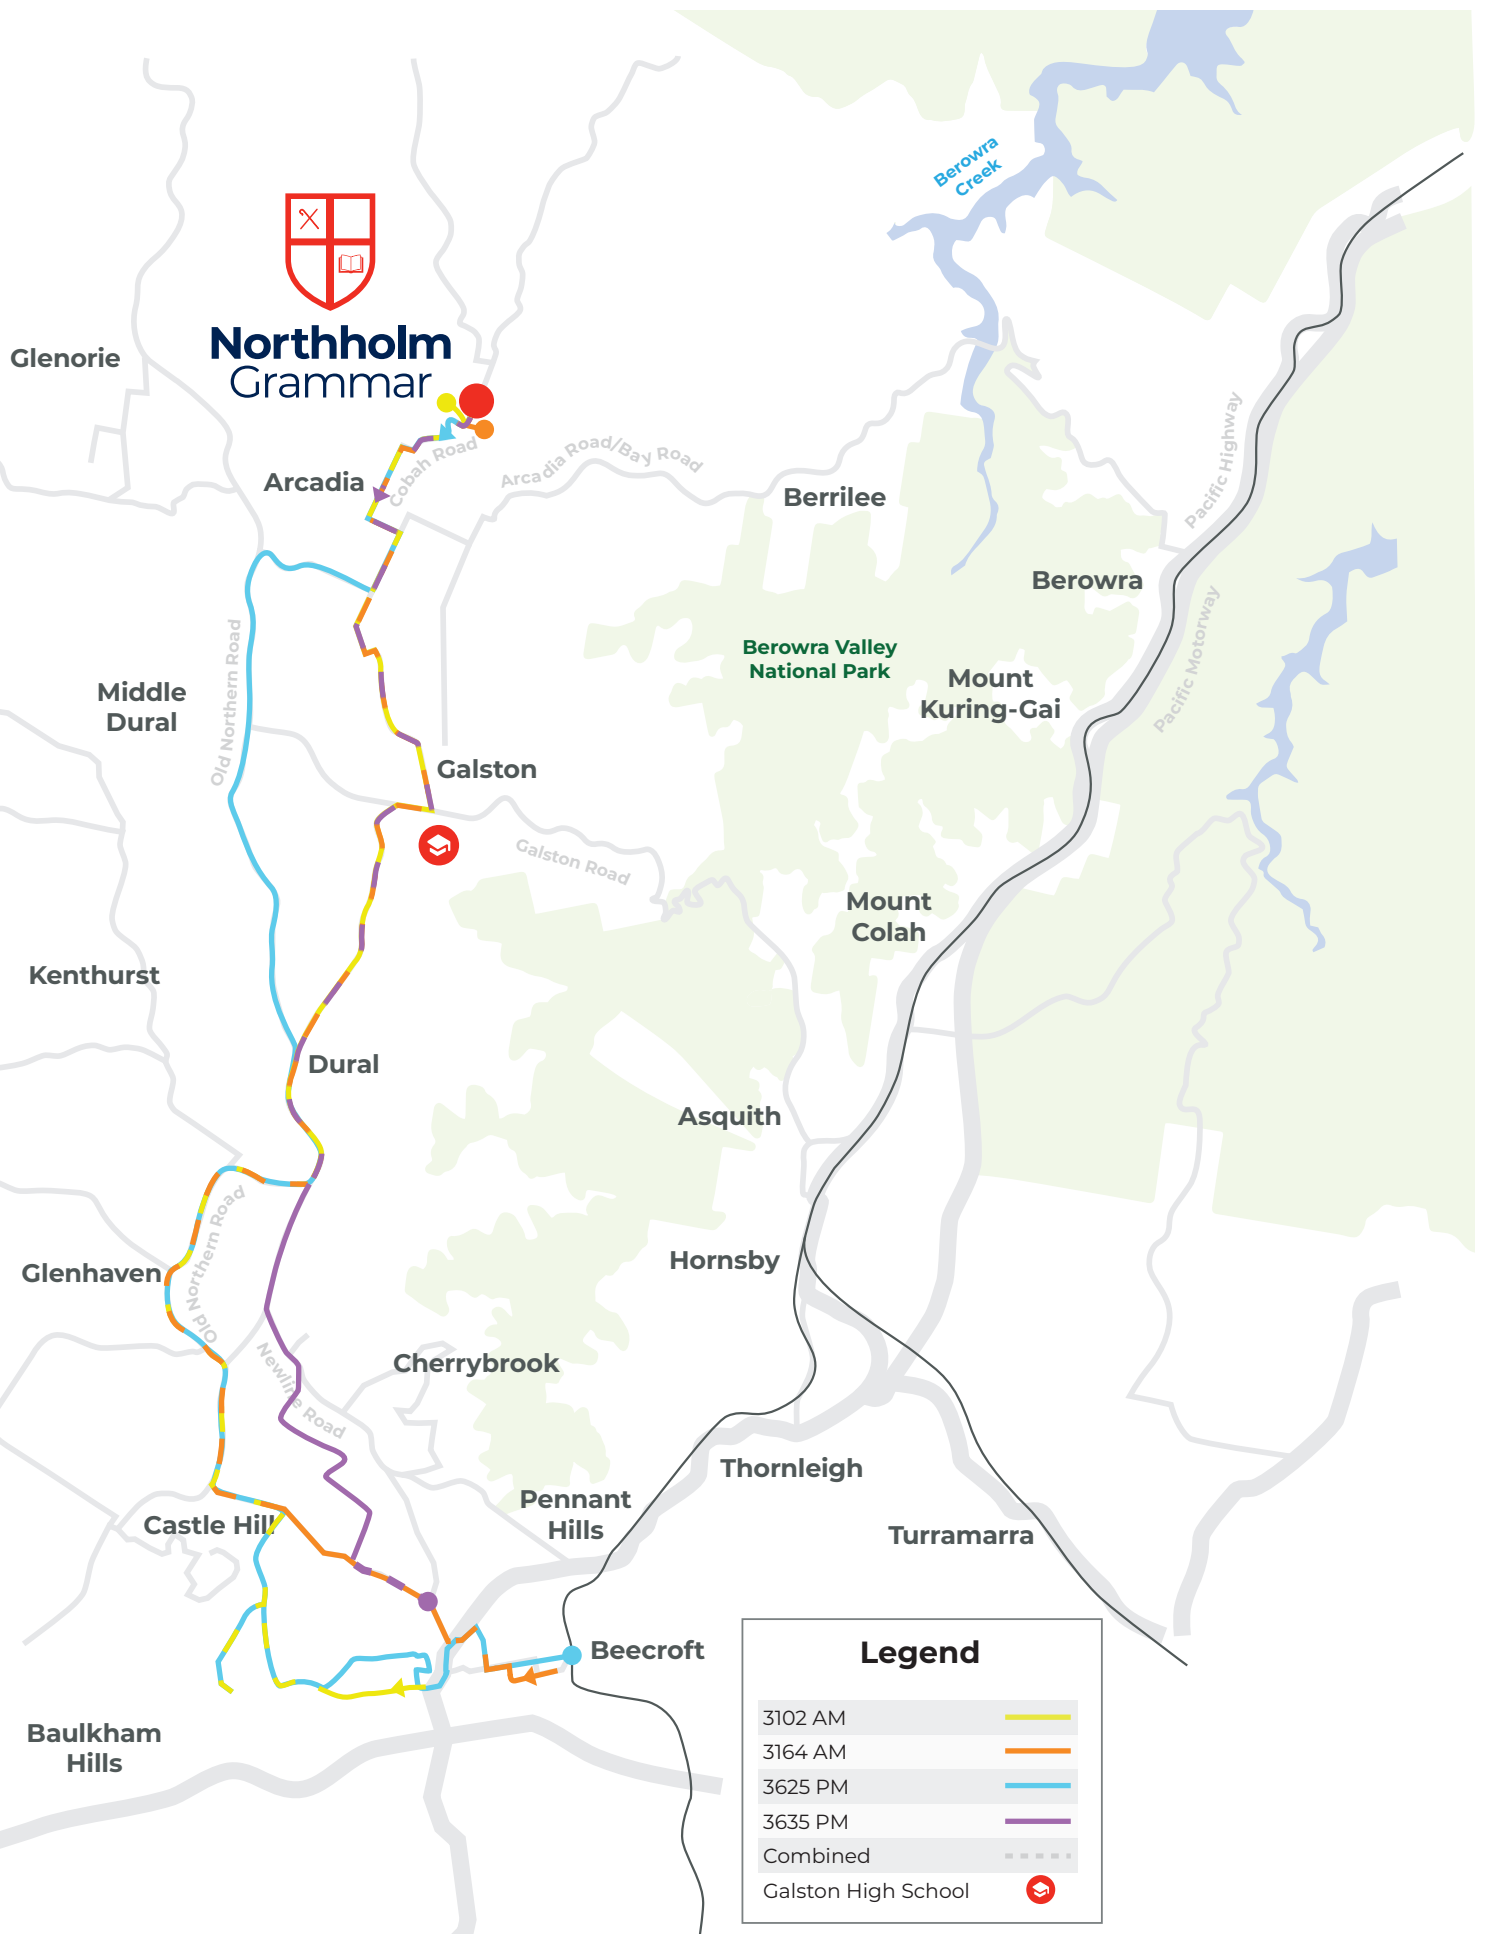 Berowra
Creek
Northholm
Grammar
Glenorie
Cobah Road
Arcadia Road/Bay Road
Arcadia
Berrilee
Pacific Highway
Berowra
Pacific Motorway
Old Northern Road
Berowra Valley
National Park
Middle
Dural
Mount
Kuring-Gai
Galston
Galston Road
Mount
Colah
Kenthurst
Dural
Asquith
Old Northern Road
Glenhaven
Hornsby
Newline Road
Cherrybrook
Thornleigh
Pennant
Hills
Castle Hill
Turramarra
Beecroft
Baulkham
Hills
Legend
3102 AM
3164 AM
3625 PM
3635 PM
Combined
Galston High School